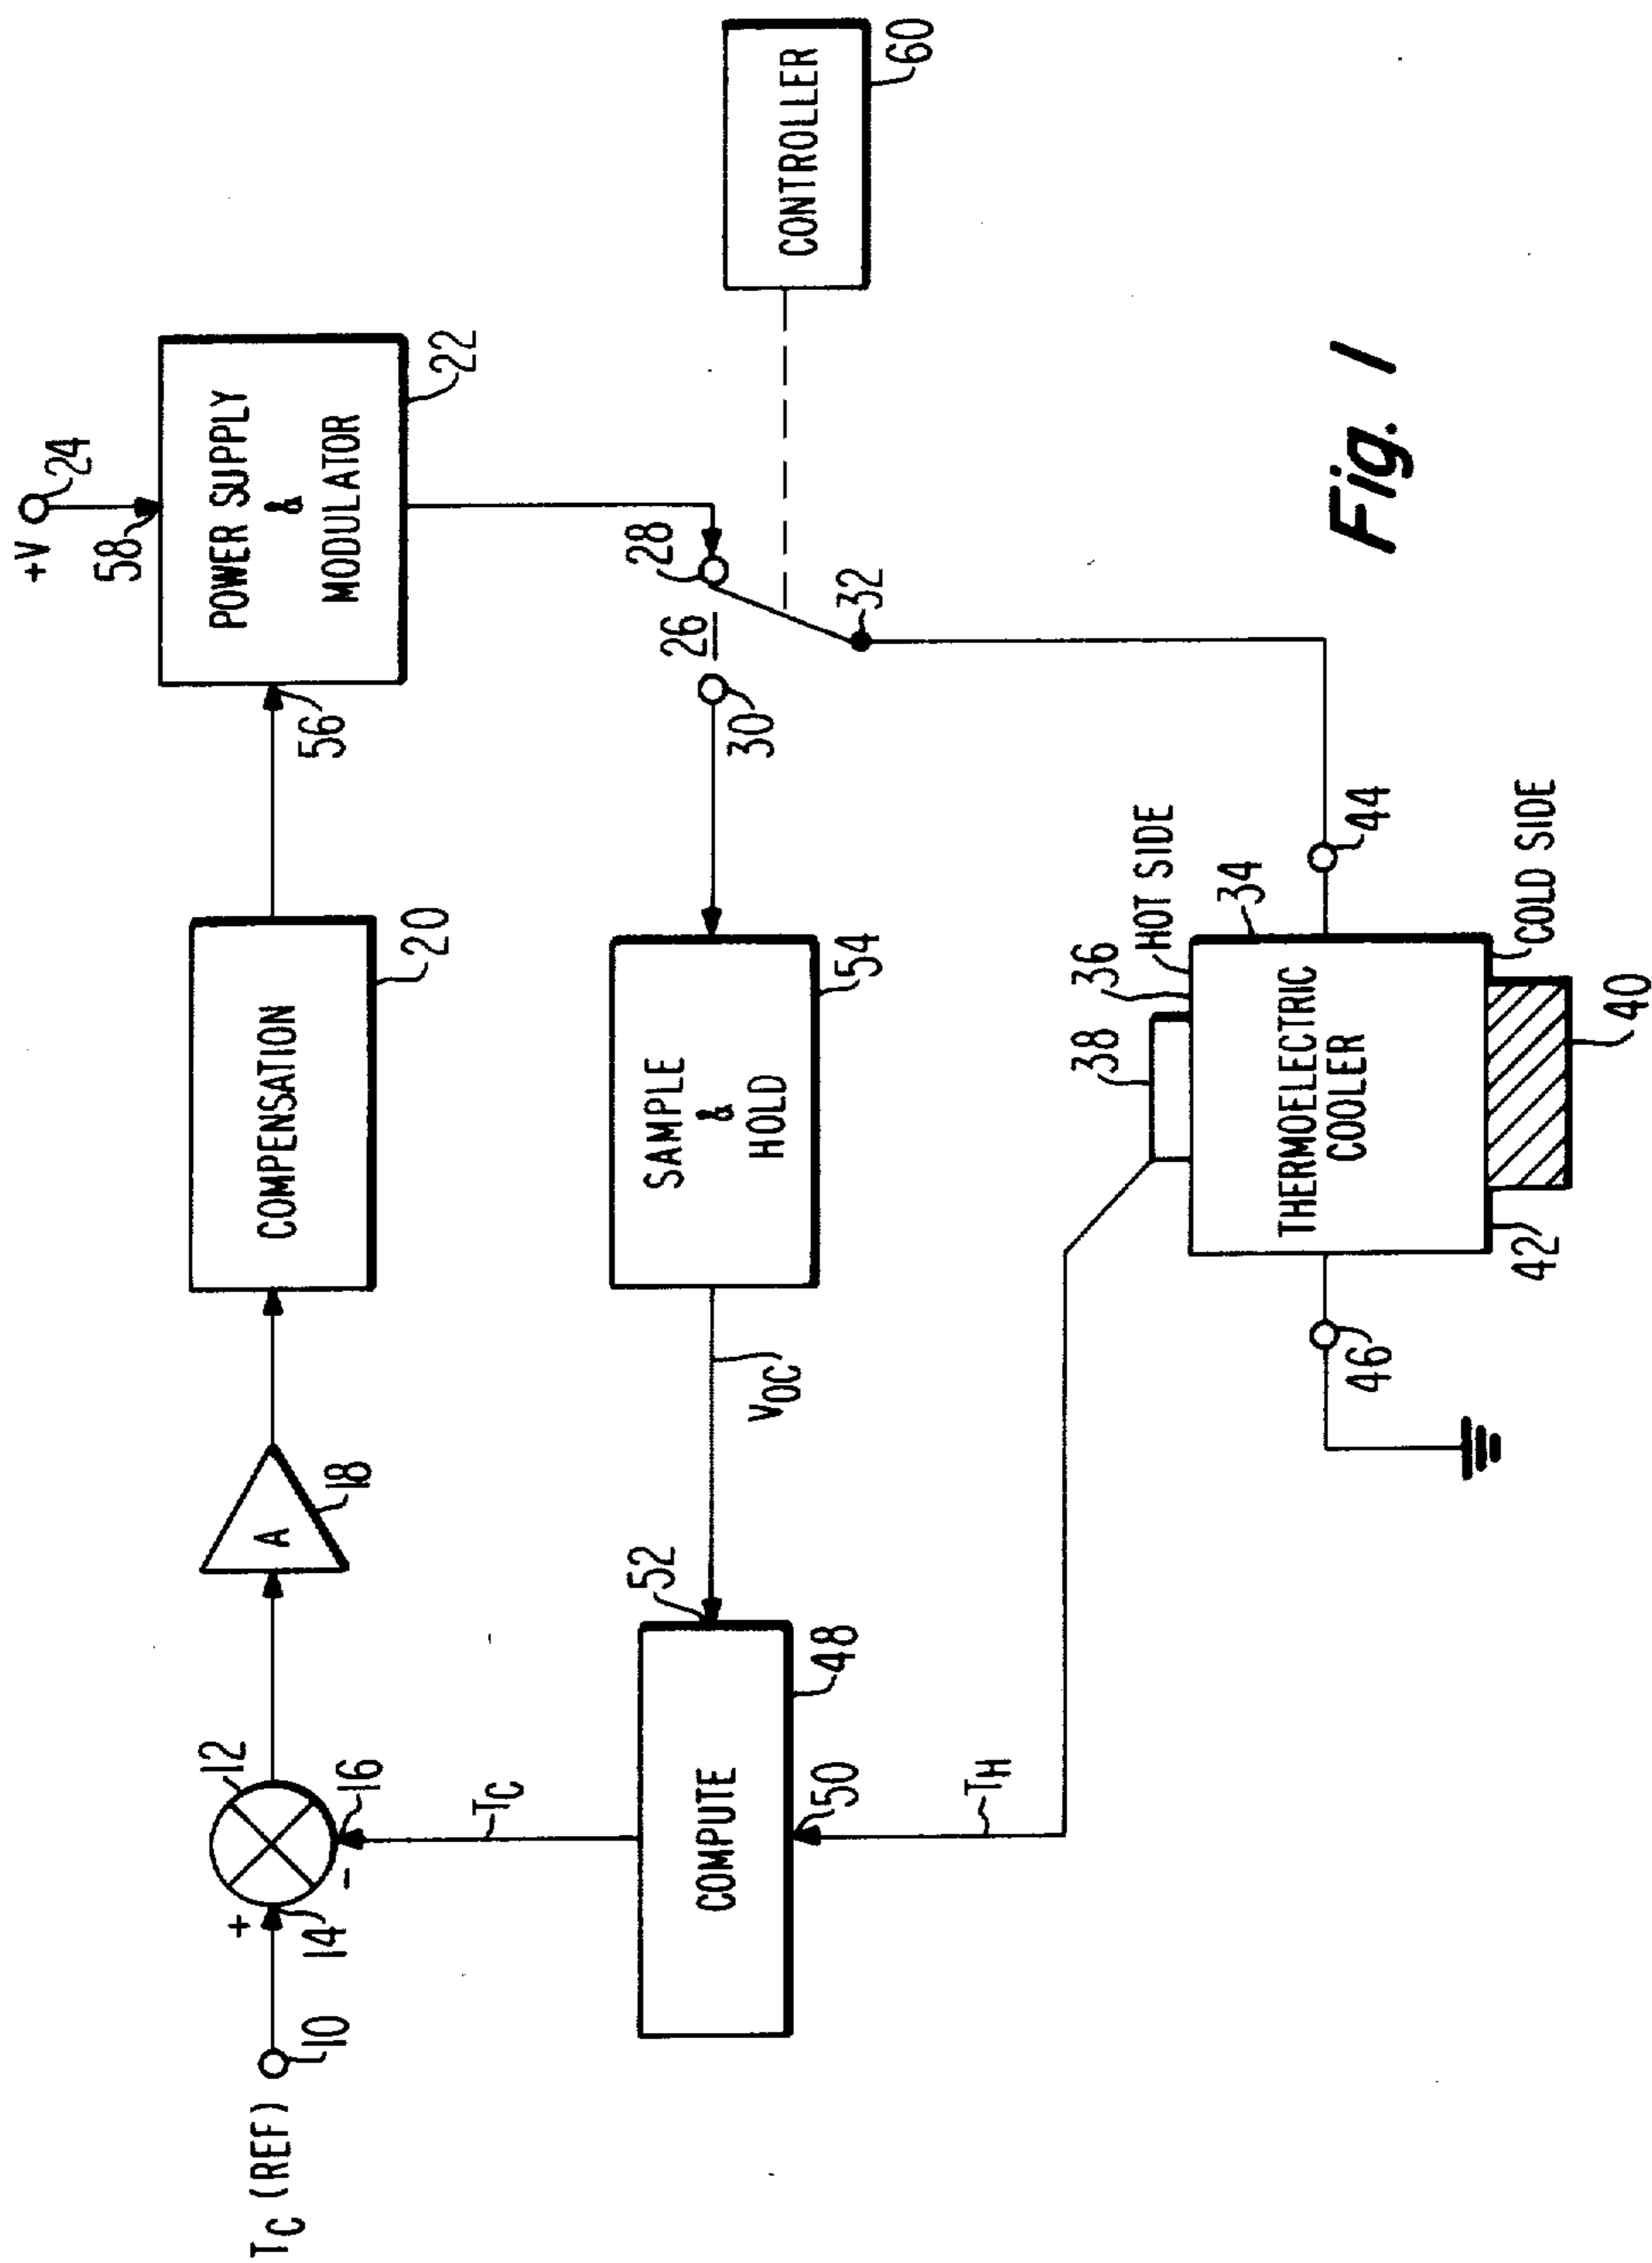 +V
24
58
POWER SUPPLY
&
MODULATOR
22
56
COMPENSATION
20
A
18
12
+
14
-
16
TC (REF)
10
TC
COMPUTE
48
50
52
VOC
SAMPLE
&
HOLD
54
30
26
28
32
CONTROLLER
60
TH
38
36
HOT SIDE
34
THERMOELECTRIC
COOLER
44
46
42
40
COLD SIDE
Fig. 1